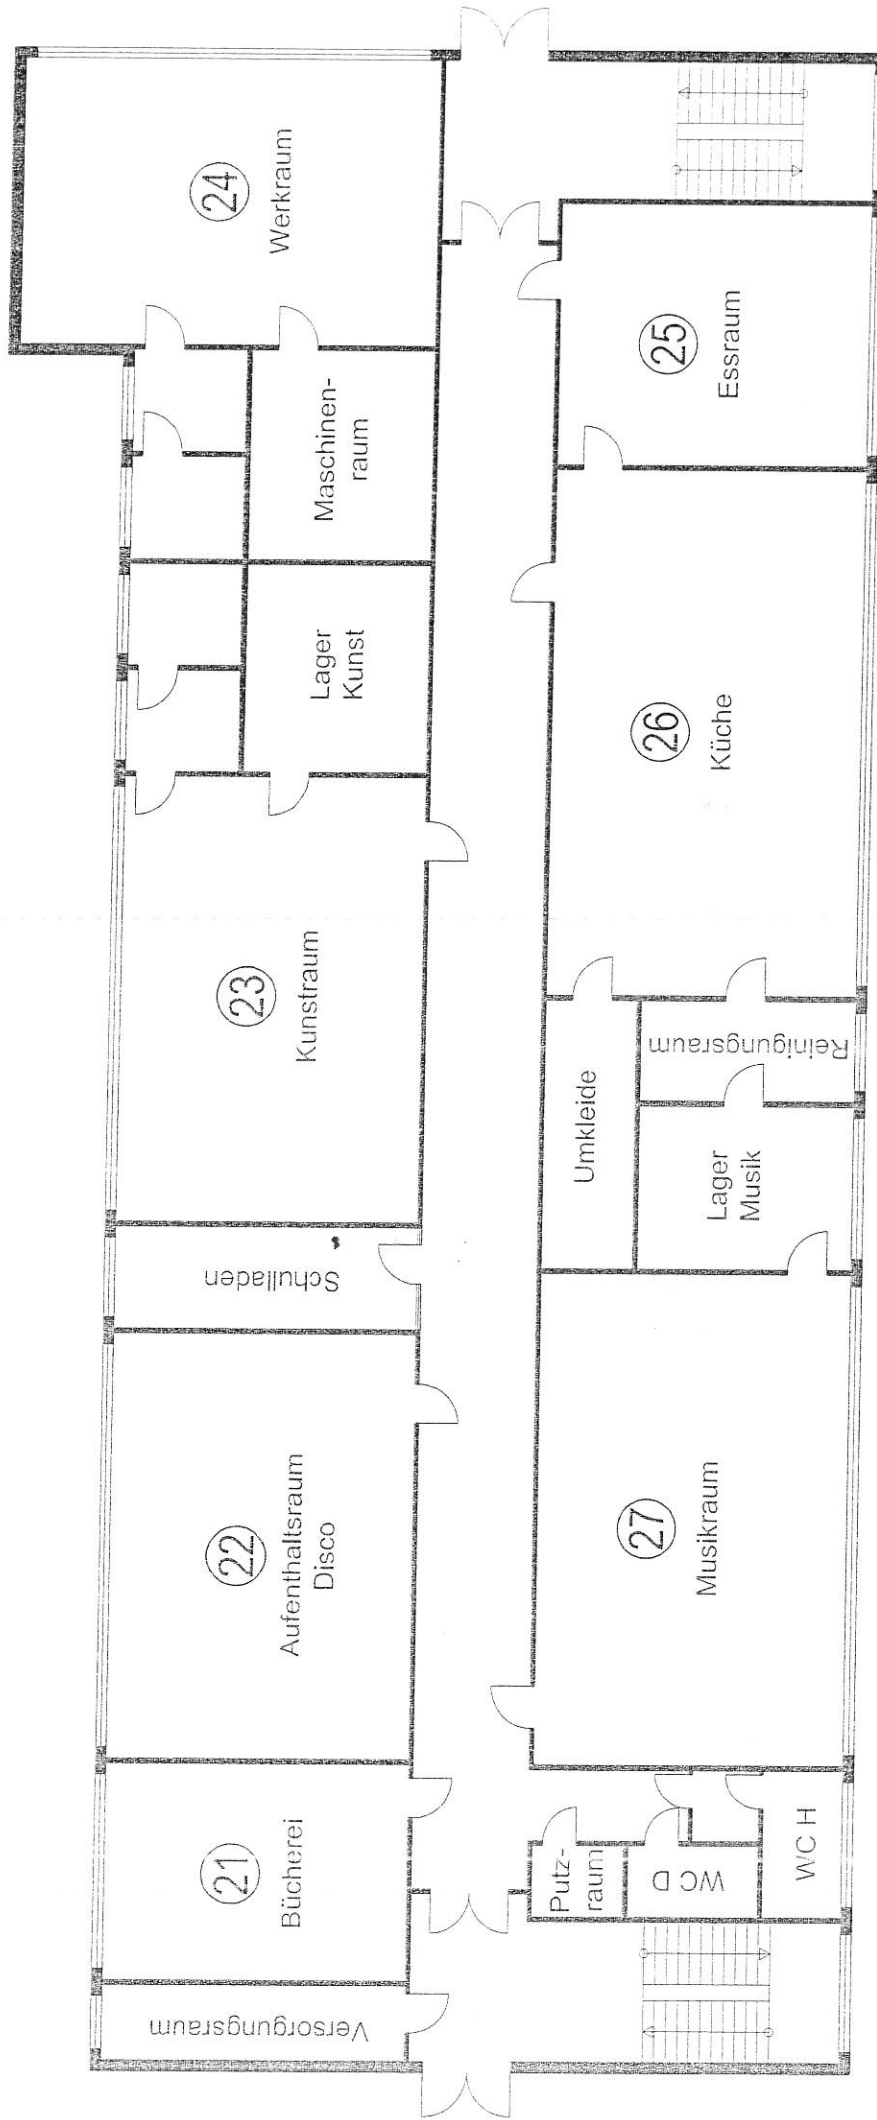 24
Werkraum
Maschinen-
raum
Lager
Kunst
23
Kunstraum
Schulladen
22
Aufenthaltsraum
Disco
21
Bücherei
Versorgungsraum
25
Essraum
26
Küche
Reinigungsraum
Umkleide
Lager
Musik
27
Musikraum
Putz-
raum
WC D
WC H